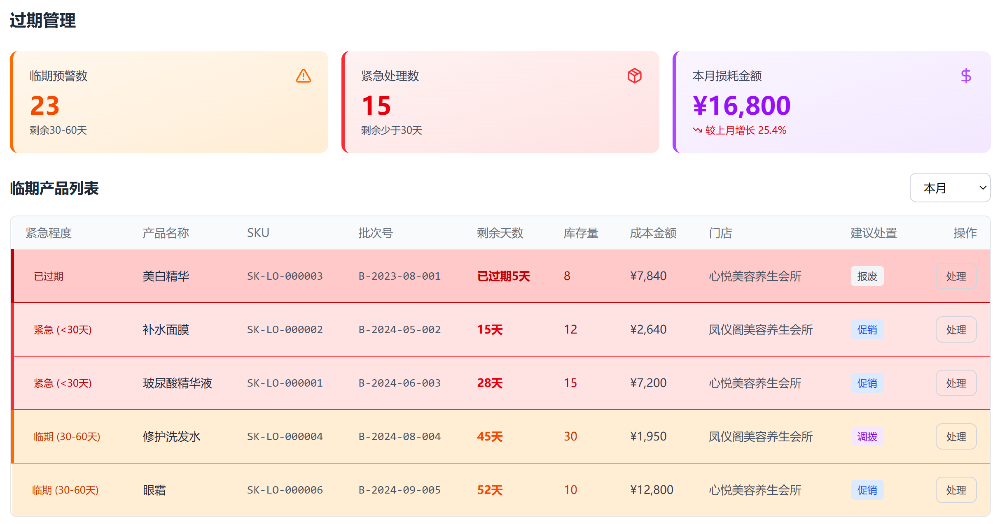 过期管理
临期预警数
23
剩余30-60天
紧急处理数
15
剩余少于30天
本月损耗金额
¥16,800
较上月增长 25.4%
临期产品列表
本月
紧急程度 产品名称 SKU 批次号 剩余天数 库存量 成本金额 门店 建议处置 操作
已过期 美白精华 SK-LO-000003 B-2023-08-001 已过期5天 8 ¥7,840 心悦美容养生会所 报废 处理
紧急 (<30天) 补水面膜 SK-LO-000002 B-2024-05-002 15天 12 ¥2,640 凤仪阁美容养生会所 促销 处理
紧急 (<30天) 玻尿酸精华液 SK-LO-000001 B-2024-06-003 28天 15 ¥7,200 心悦美容养生会所 促销 处理
临期 (30-60天) 修护洗发水 SK-LO-000004 B-2024-08-004 45天 30 ¥1,950 凤仪阁美容养生会所 调拨 处理
临期 (30-60天) 眼霜 SK-LO-000006 B-2024-09-005 52天 10 ¥12,800 心悦美容养生会所 促销 处理